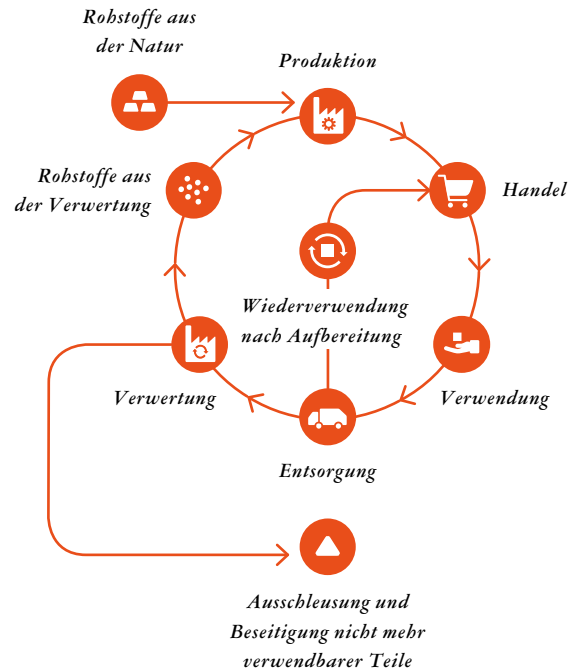 Rohstoffe aus
der Natur
Produktion
Rohstoffe aus
der Verwertung
Handel
Wiederverwendung
nach Aufbereitung
Verwertung
Verwendung
Entsorgung
Ausschleusung und
Beseitigung nicht mehr
verwendbarer Teile